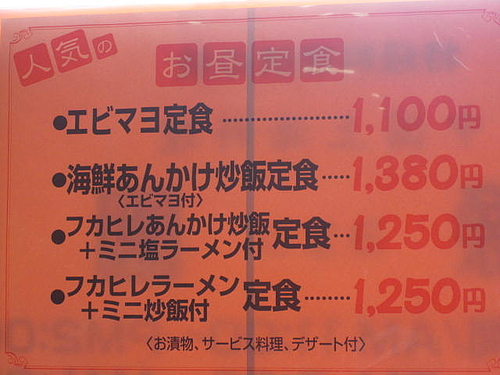 人気の お昼定食
●エビマヨ定食 ………………… 1,100円
●海鮮あんかけ炒飯定食 …… 1,380円
〈エビマヨ付〉
●フカヒレあんかけ炒飯
+ミニ塩ラーメン付 定食 … 1,250円
●フカヒレラーメン
+ミニ炒飯付 定食 ……… 1,250円
〈お漬物、サービス料理、デザート付〉